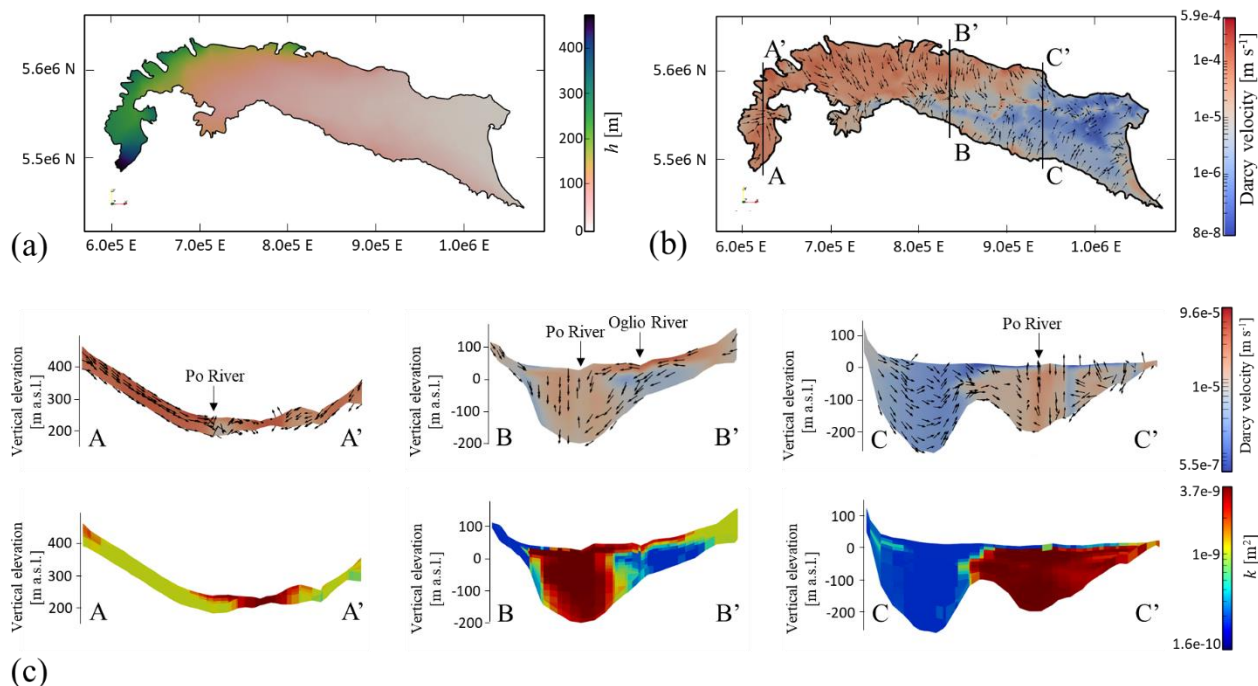 5.6e6 N
5.5e6 N
6.0e5 E 7.0e5 E 8.0e5 E 9.0e5 E 1.0e6 E
400
300
200
100
0
h [m]
(a)
A'
B'
C'
A
B
C
5.6e6 N
5.5e6 N
6.0e5 E 7.0e5 E 8.0e5 E 9.0e5 E 1.0e6 E
5.9e-4
1e-4
1e-5
1e-6
8e-8
Darcy velocity [m s⁻¹]
(b)
Vertical elevation
[m a.s.l.]
400
300
200
Po River
A A'
Vertical elevation
[m a.s.l.]
100
0
-100
-200
Po River
Oglio River
B B'
Vertical elevation
[m a.s.l.]
100
0
-100
-200
Po River
C C'
9.6e-5
1e-5
5.5e-7
Darcy velocity [m s⁻¹]
Vertical elevation
[m a.s.l.]
400
300
200
A A'
Vertical elevation
[m a.s.l.]
100
0
-100
-200
B B'
Vertical elevation
[m a.s.l.]
100
0
-100
-200
C C'
3.7e-9
1e-9
1.6e-10
k [m²]
(c)